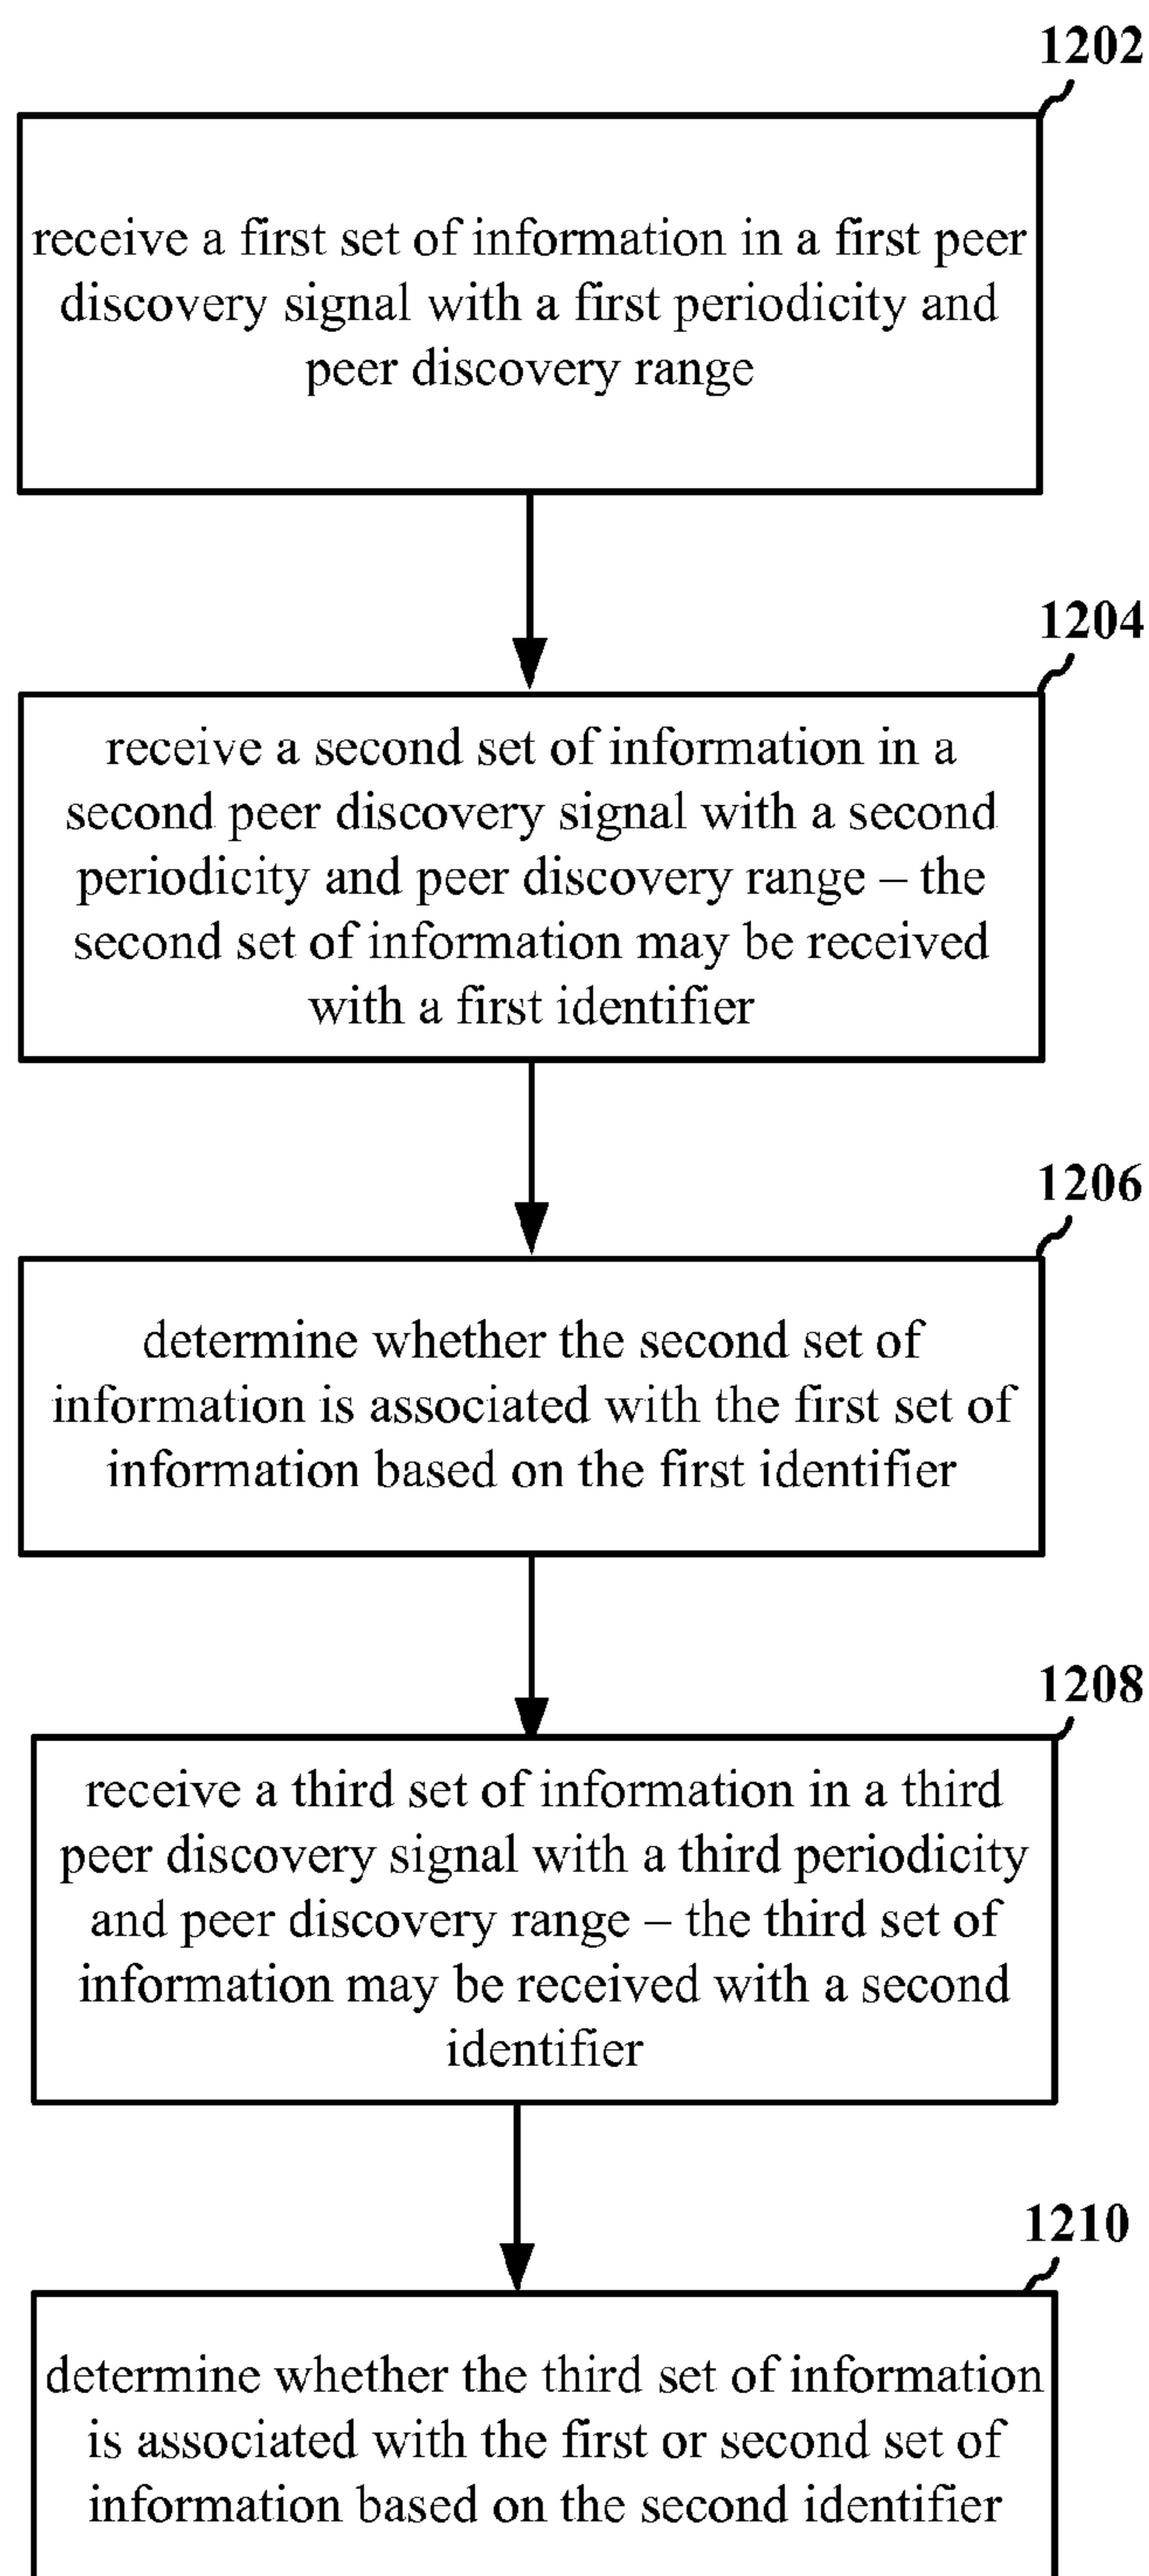 1202
receive a first set of information in a first peer
discovery signal with a first periodicity and
peer discovery range
1204
receive a second set of information in a
second peer discovery signal with a second
periodicity and peer discovery range – the
second set of information may be received
with a first identifier
1206
determine whether the second set of
information is associated with the first set of
information based on the first identifier
1208
receive a third set of information in a third
peer discovery signal with a third periodicity
and peer discovery range – the third set of
information may be received with a second
identifier
1210
determine whether the third set of information
is associated with the first or second set of
information based on the second identifier